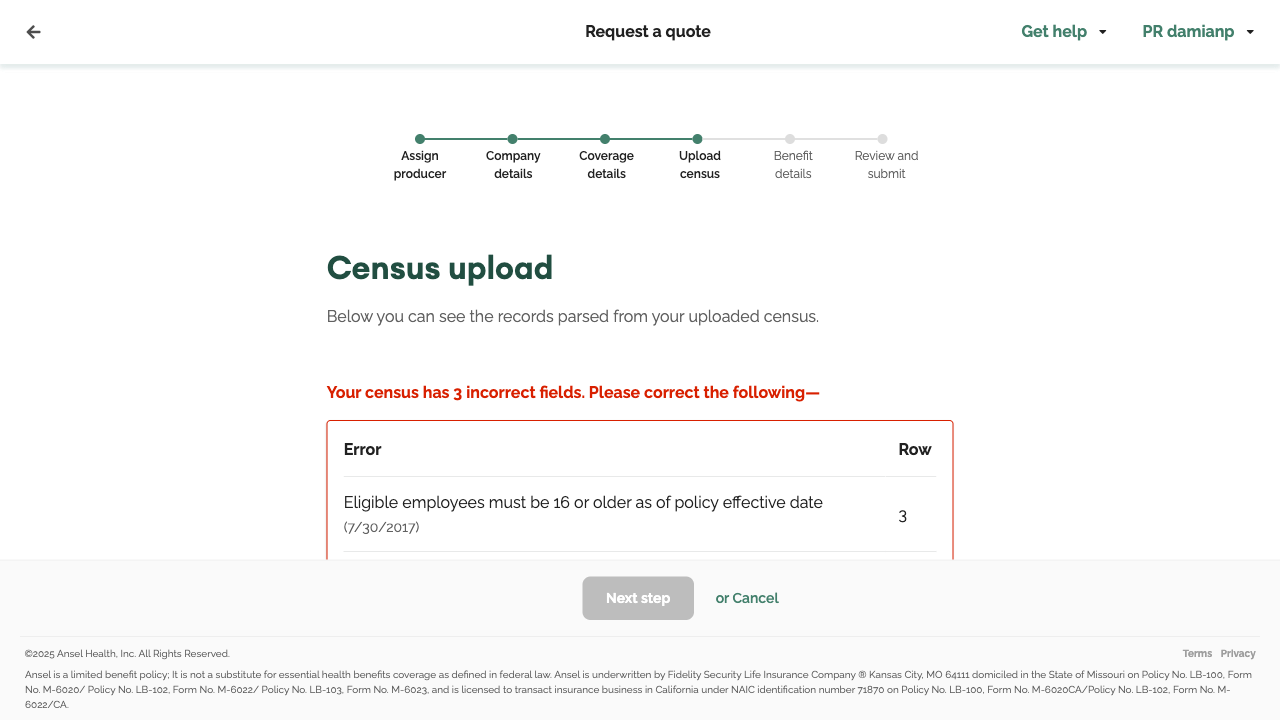 Request a quote
Get help
PR damianp
Assign producer
Company details
Coverage details
Upload census
Benefit details
Review and submit
Census upload
Below you can see the records parsed from your uploaded census.
Your census has 3 incorrect fields. Please correct the following—
Error Row
Eligible employees must be 16 or older as of policy effective date
(7/30/2017)
3
Next step
or Cancel
©2025 Ansel Health, Inc. All Rights Reserved.
Terms Privacy
Ansel is a limited benefit policy; It is not a substitute for essential health benefits coverage as defined in federal law. Ansel is underwritten by Fidelity Security Life Insurance Company ® Kansas City, MO 64111 domiciled in the State of Missouri on Policy No. LB-100, Form
No. M-6020/ Policy No. LB-102, Form No. M-6022/ Policy No. LB-103, Form No. M-6023, and is licensed to transact insurance business in California under NAIC identification number 71870 on Policy No. LB-100, Form No. M-6020CA/Policy No. LB-102, Form No. M-
6022/CA.